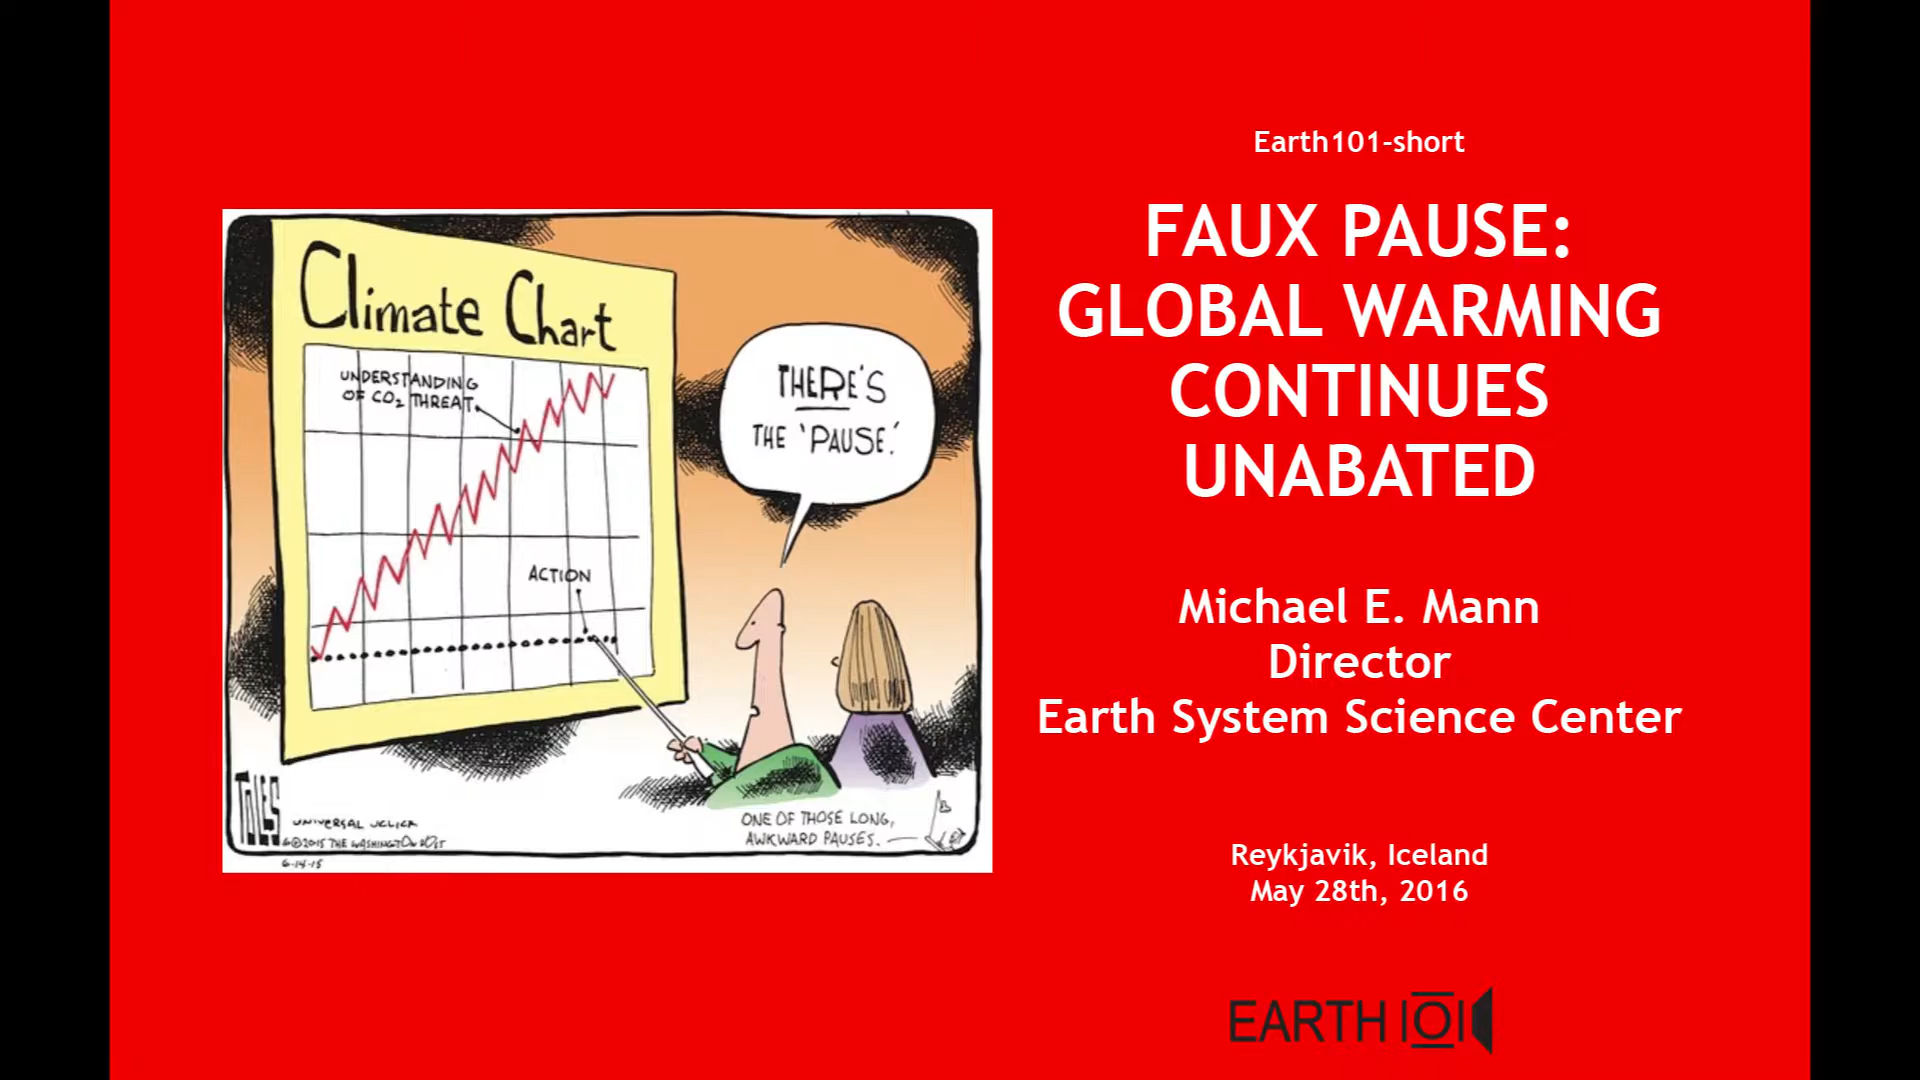 Earth101-short
FAUX PAUSE:
GLOBAL WARMING
CONTINUES
UNABATED
Michael E. Mann
Director
Earth System Science Center
Reykjavik, Iceland
May 28th, 2016
EARTH 101
Climate Chart
UNDERSTANDING
OF CO₂ THREAT
ACTION
THERE'S
THE 'PAUSE.'
TOLES
UNIVERSAL UCLICK
©2015 THE WASHINGTON POST
6-14-15
ONE OF THOSE LONG,
AWKWARD PAUSES.